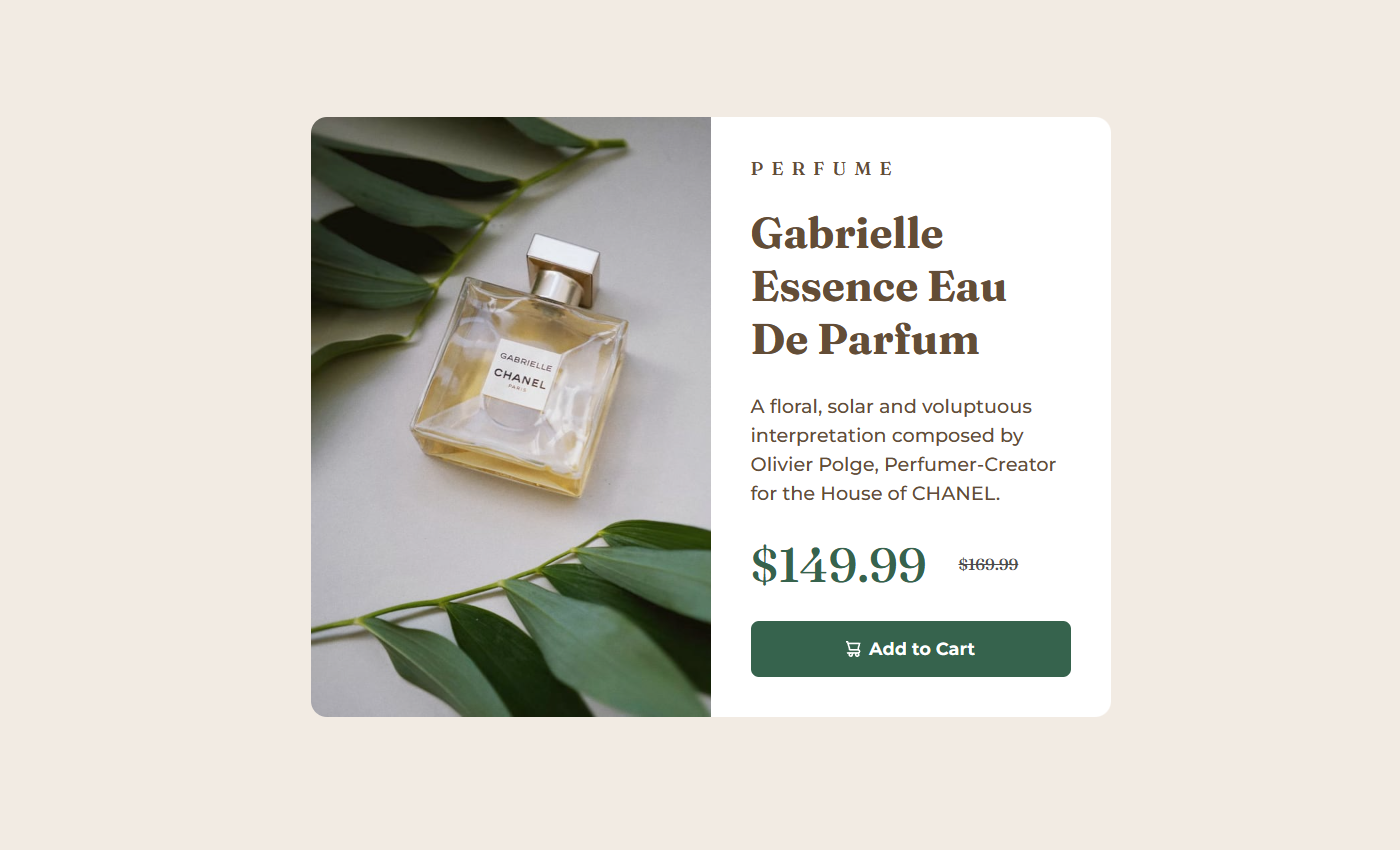 GABRIELLE
CHANEL
PARIS
PERFUME
Gabrielle
Essence Eau
De Parfum
A floral, solar and voluptuous
interpretation composed by
Olivier Polge, Perfumer-Creator
for the House of CHANEL.
$149.99 $169.99
Add to Cart